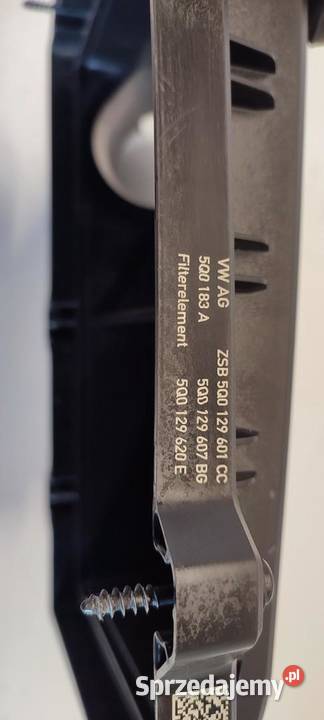 VW AG ZSB 5Q0 129 601 CC
5Q0 183 A 5Q0 129 607 BG
Filterelement 5Q0 129 620 E
Sprzedajemy.pl